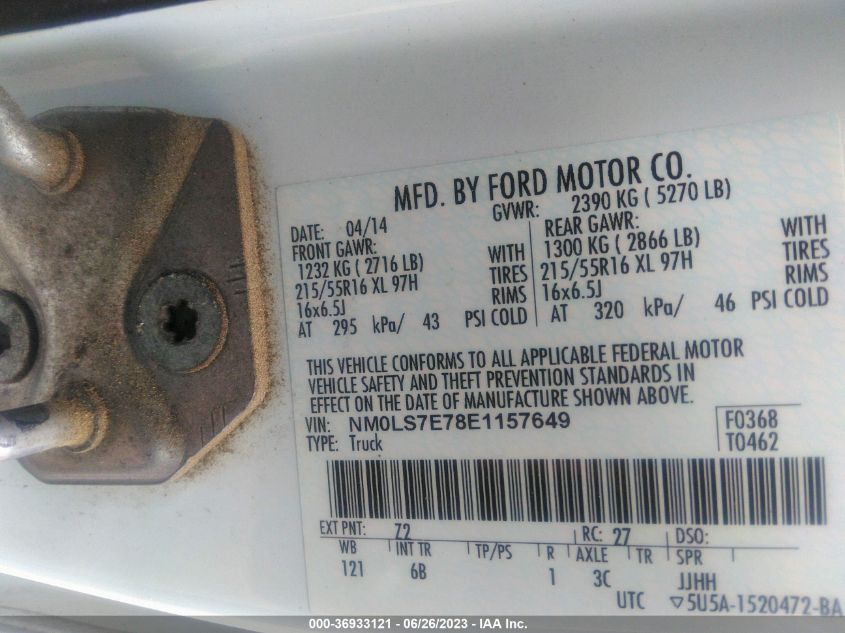 MFD. BY FORD MOTOR CO.
DATE: 04/14 GVWR: 2390 KG ( 5270 LB)
FRONT GAWR: REAR GAWR:
1232 KG ( 2716 LB) WITH 1300 KG ( 2866 LB) WITH
215/55R16 XL 97H TIRES 215/55R16 XL 97H TIRES
16x6.5J RIMS 16x6.5J RIMS
AT 295 kPa/ 43 PSI COLD AT 320 kPa/ 46 PSI COLD
THIS VEHICLE CONFORMS TO ALL APPLICABLE FEDERAL MOTOR
VEHICLE SAFETY AND THEFT PREVENTION STANDARDS IN
EFFECT ON THE DATE OF MANUFACTURE SHOWN ABOVE.
VIN: NM0LS7E78E1157649 F0368
TYPE: Truck T0462
EXT PNT: Z2 RC: 27 DSO:
WB INT TR TP/PS R AXLE TR SPR
121 6B 1 3C JJHH
UTC ▽5U5A-1520472-BA
000-36933121 - 06/26/2023 - IAA Inc.